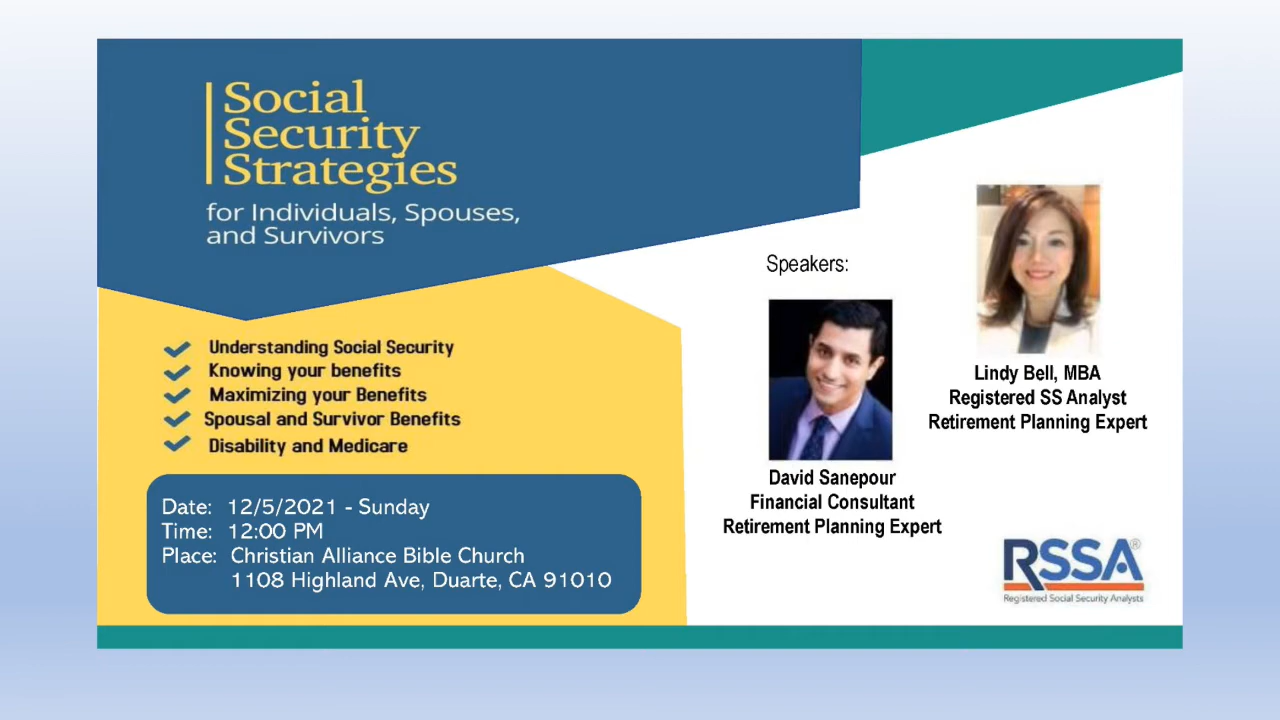 Social
Security
Strategies
for Individuals, Spouses,
and Survivors
Understanding Social Security
Knowing your benefits
Maximizing your Benefits
Spousal and Survivor Benefits
Disability and Medicare
Date: 12/5/2021 - Sunday
Time: 12:00 PM
Place: Christian Alliance Bible Church
1108 Highland Ave, Duarte, CA 91010
Speakers:
David Sanepour
Financial Consultant
Retirement Planning Expert
Lindy Bell, MBA
Registered SS Analyst
Retirement Planning Expert
RSSA®
Registered Social Security Analysts